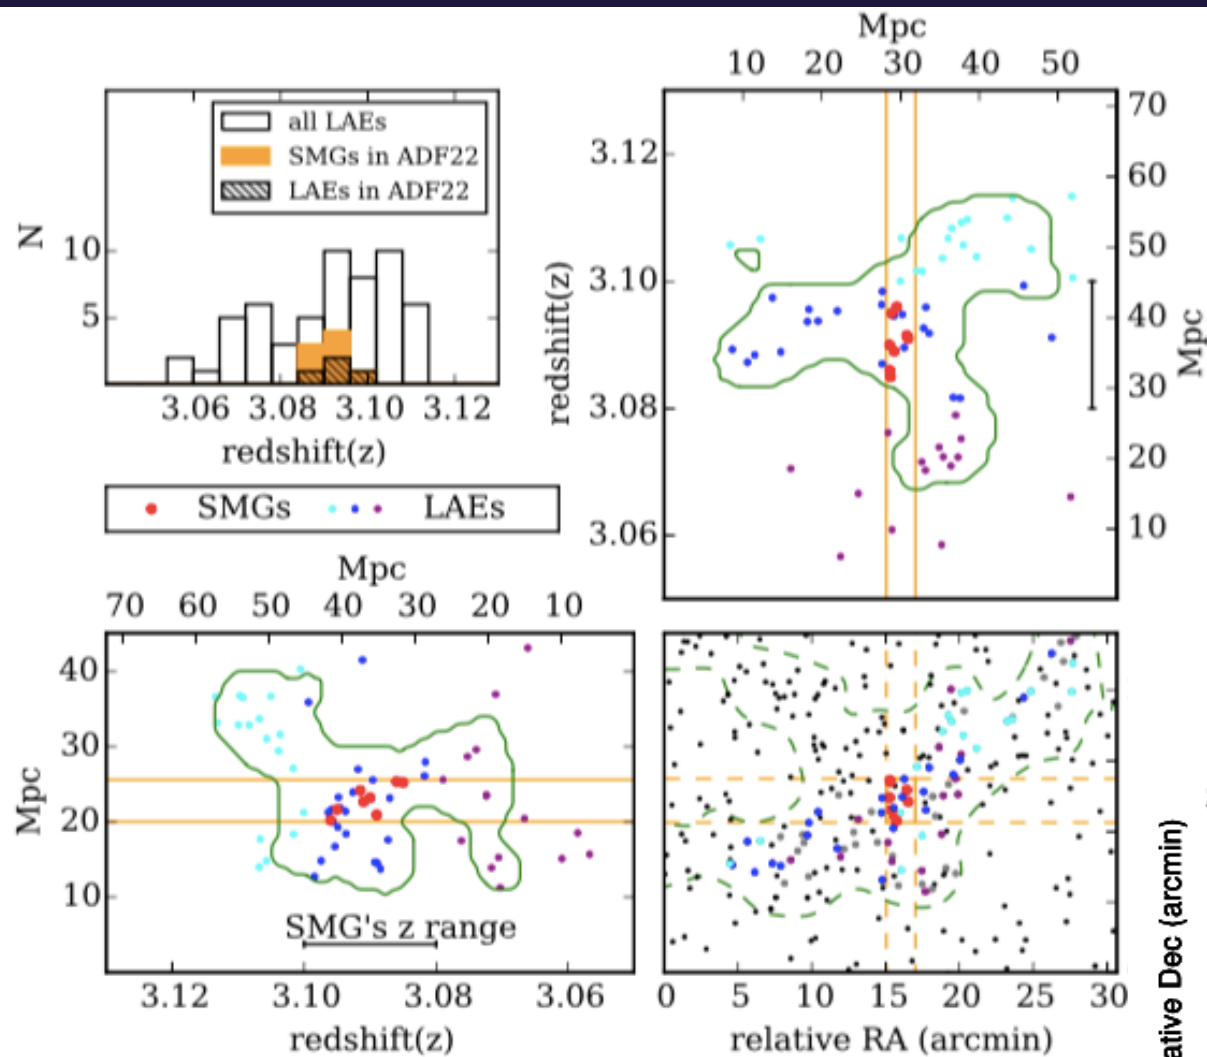 all LAEs
SMGs in ADF22
LAEs in ADF22
N
10
5
3.06 3.08 3.10 3.12
redshift(z)
SMGs LAEs
Mpc
10 20 30 40 50
3.12
3.10
3.08
3.06
redshift(z)
70
60
50
40
30
20
10
Mpc
Mpc
70 60 50 40 30 20 10
40
30
20
10
Mpc
SMG's z range
3.12 3.10 3.08 3.06
redshift(z)
0 5 10 15 20 25 30
relative RA (arcmin)
ative Dec (arcmin)